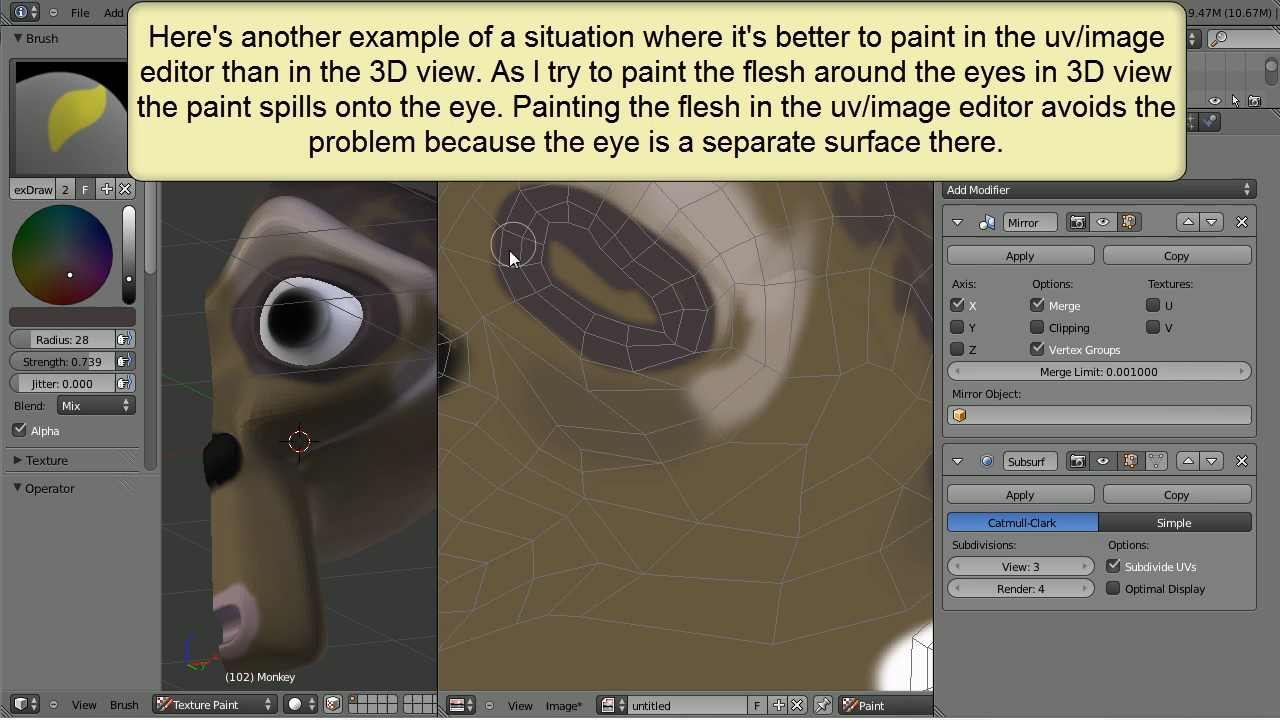 File Add
9.47M (10.67M)
Here's another example of a situation where it's better to paint in the uv/image
editor than in the 3D view. As I try to paint the flesh around the eyes in 3D view
the paint spills onto the eye. Painting the flesh in the uv/image editor avoids the
problem because the eye is a separate surface there.
Brush
exDraw 2 F
Radius: 28
Strength: 0.739
Jitter: 0.000
Blend: Mix
Alpha
Texture
Operator
(102) Monkey
View Brush Texture Paint
View Image* untitled F Paint
Add Modifier
Mirror
Apply Copy
Axis: Options: Textures:
X Merge U
Y Clipping V
Z Vertex Groups
Merge Limit: 0.001000
Mirror Object:
Subsurf
Apply Copy
Catmull-Clark Simple
Subdivisions: Options:
View: 3 Subdivide UVs
Render: 4 Optimal Display